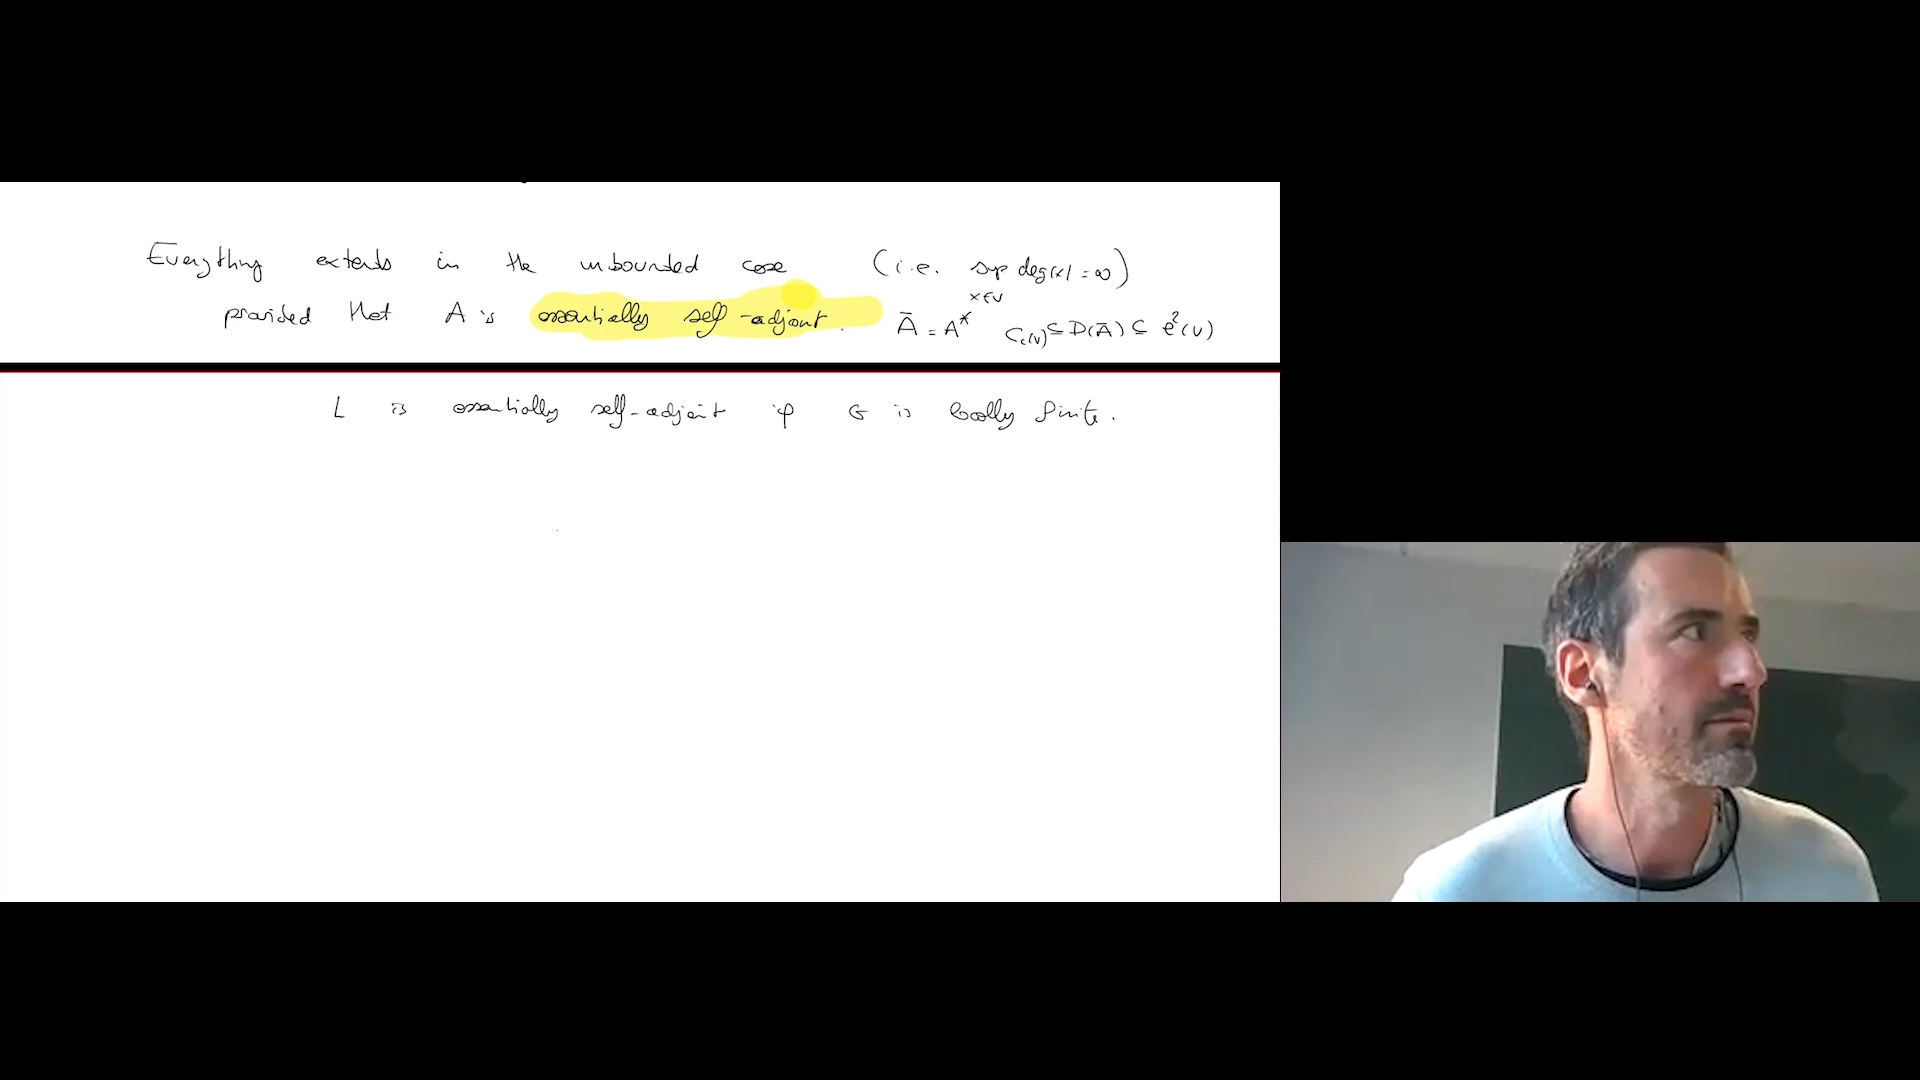 Everything extends in the unbounded case (i.e. sup deg(x) = ∞)
x∈V
provided that A is essentially self-adjoint. Ā = A* C_c(V) ⊆ D(Ā) ⊆ ℓ²(V)
L is essentially self-adjoint if G is locally finite.